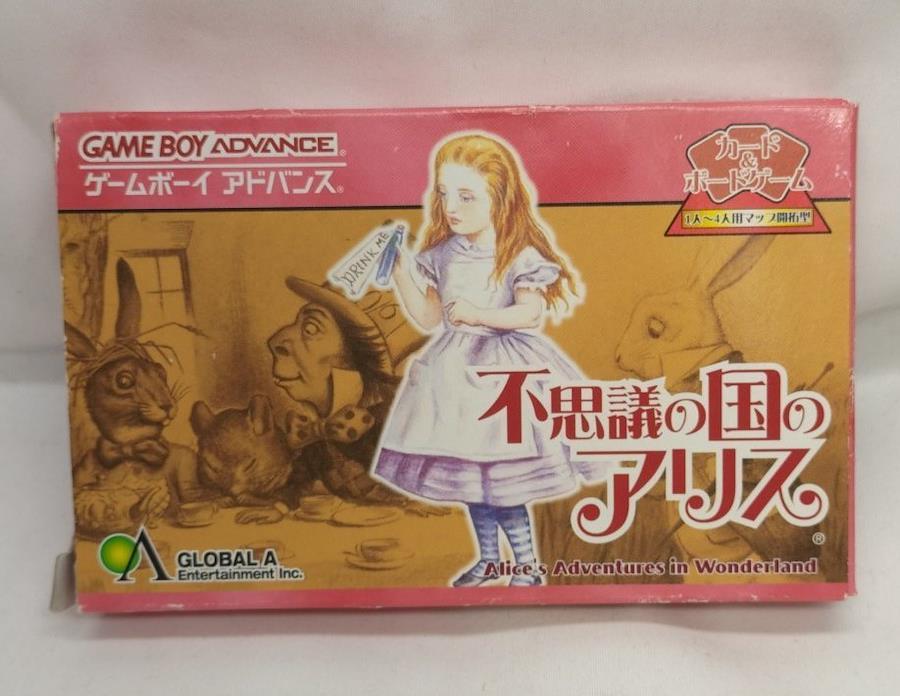 GAME BOY ADVANCE®
ゲームボーイ アドバンス®
カード
&
ボードゲーム
1人〜4人用マップ開拓型
DRINK ME
不思議の国の
アリス®
Alice's Adventures in Wonderland
GLOBAL A
Entertainment Inc.